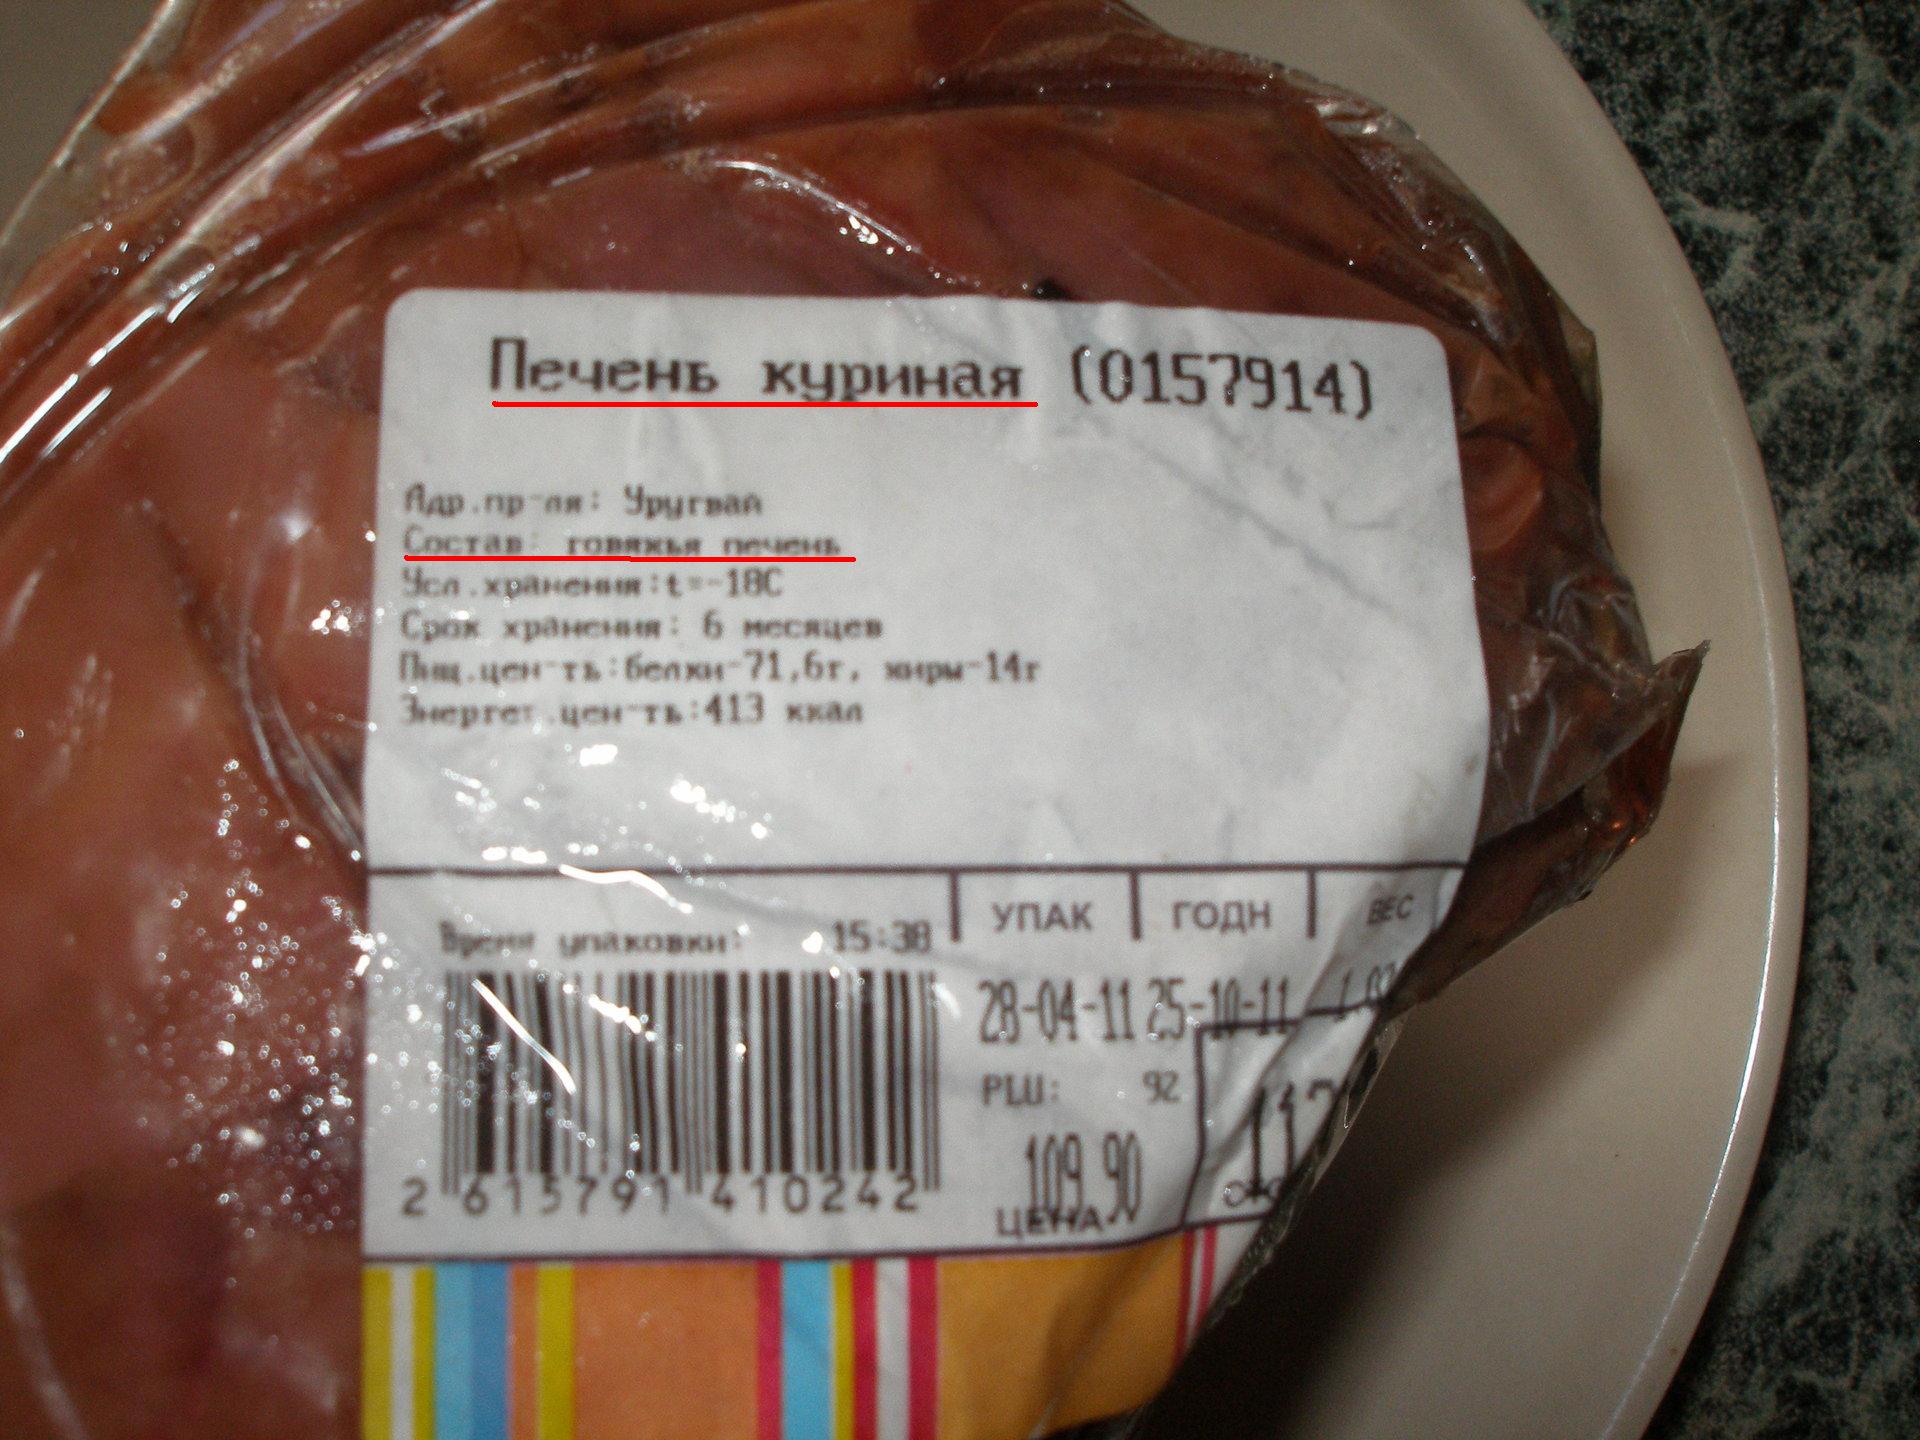 Печень куриная (0157914)
Адр.пр-ля: Уругвай
Состав: говяжья печень
Усл.хранения:t=-18С
Срок хранения: 6 месяцев
Пищ.цен-ть:белки-71,6г, жиры-14г
Энергет.цен-ть:413 ккал
Время упаковки: 15:38
УПАК ГОДН ВЕС
28-04-11 25-10-11
PLU: 92
109.90
ЦЕНА
2 615791 410242